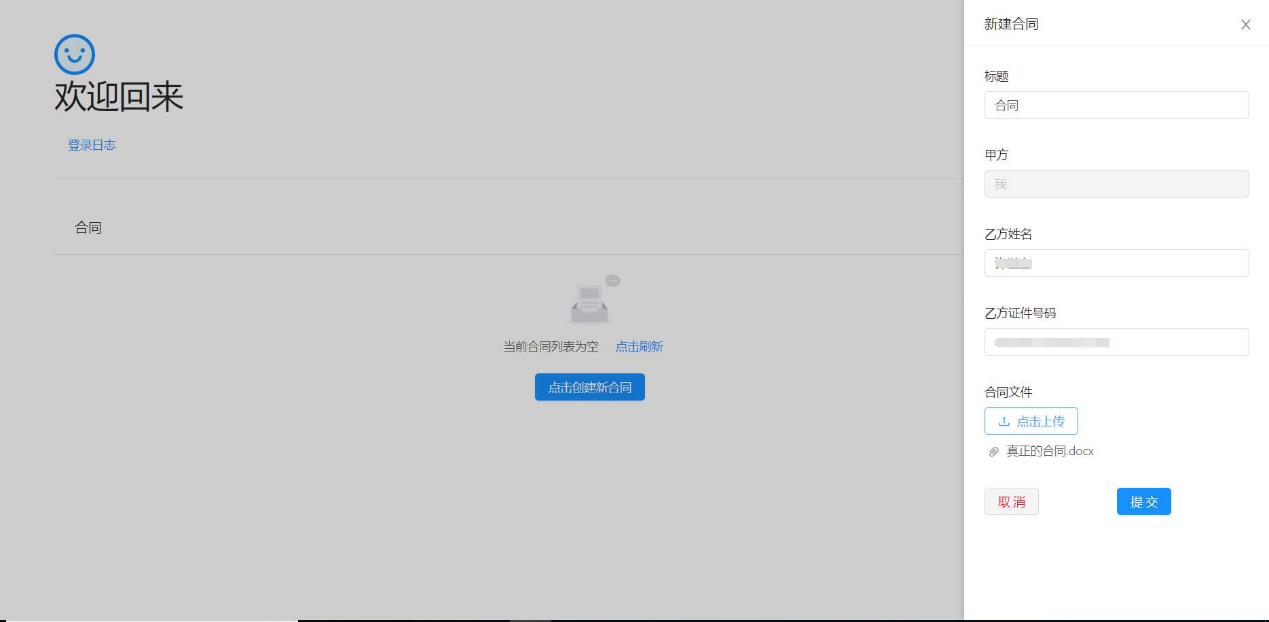 欢迎回来
登录日志
合同
当前合同列表为空 点击刷新
点击创建新合同
新建合同
标题
合同
甲方
我
乙方姓名
乙方证件号码
合同文件
点击上传
真正的合同.docx
取消 提交